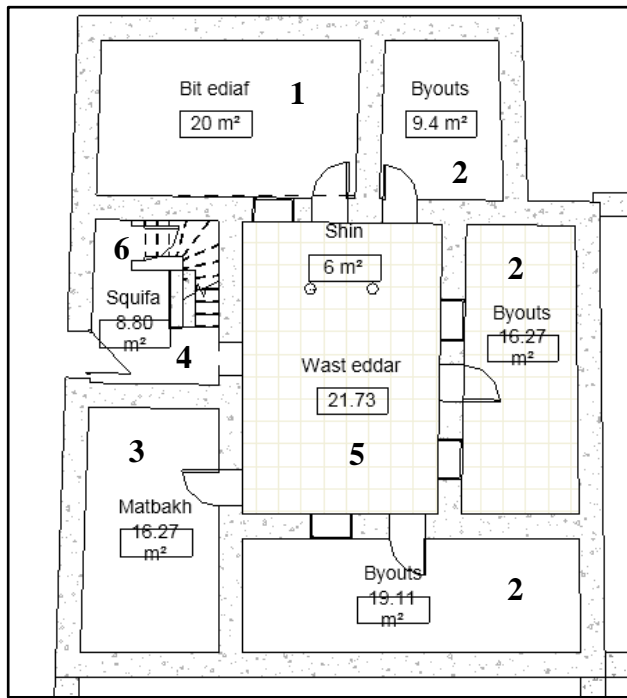 Bit ediaf
1
20 m²
Byouts
9.4 m²
2
Shin
6 m²
6
Squifa
8.80
m²
4
2
Byouts
16.27
m²
Wast eddar
21.73
5
3
Matbakh
16.27
m²
Byouts
19.11
m²
2